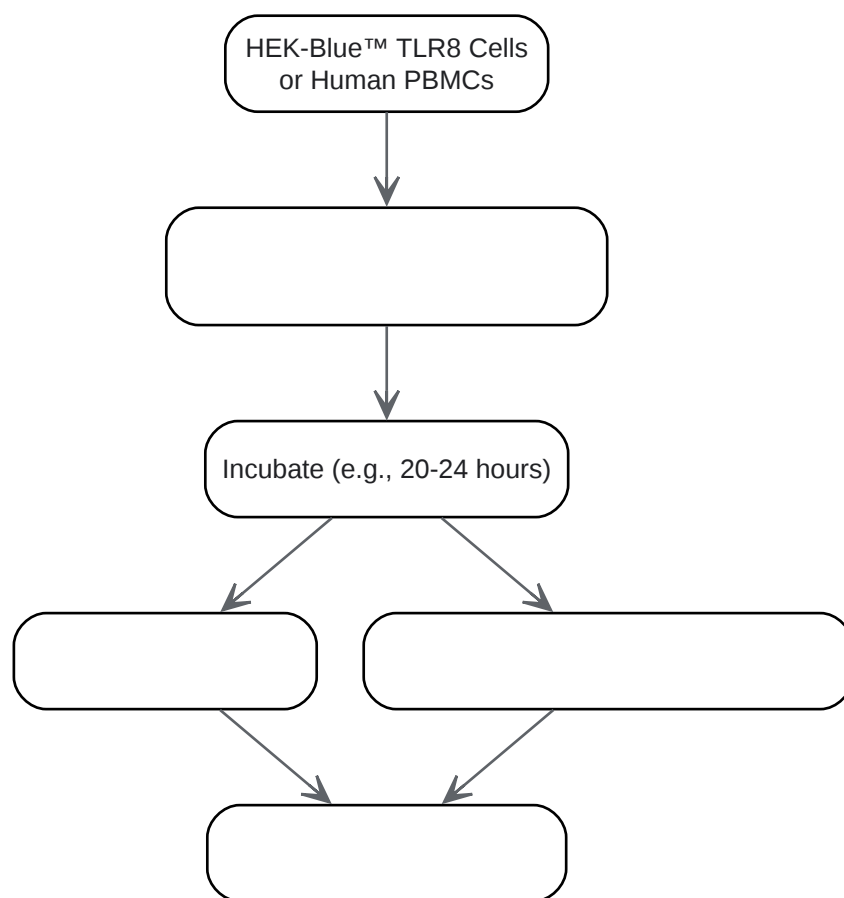 HEK-Blue™ TLR8 Cells
or Human PBMCs
Incubate (e.g., 20-24 hours)